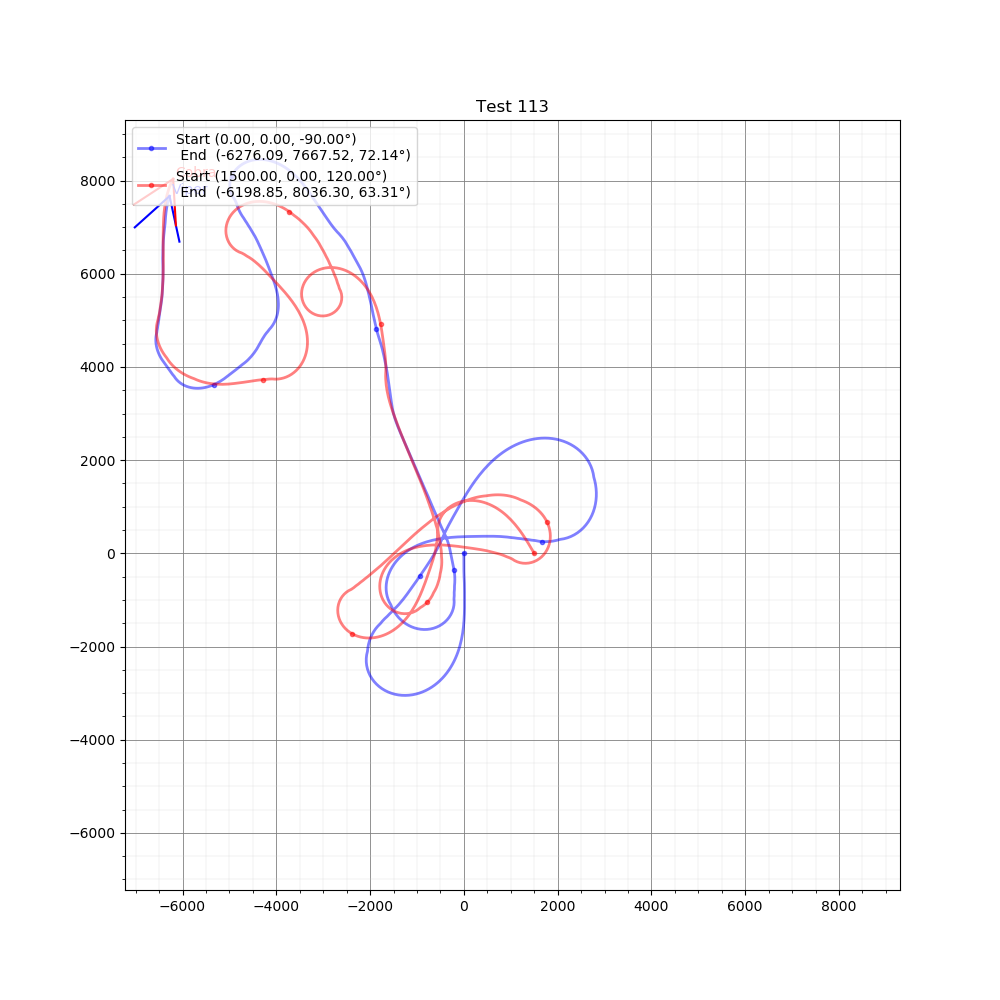 Test 113
Start (0.00, 0.00, -90.00°)
End (-6276.09, 7667.52, 72.14°)
Start (1500.00, 0.00, 120.00°)
End (-6198.85, 8036.30, 63.31°)
8000
6000
4000
2000
0
−2000
−4000
−6000
−6000 −4000 −2000 0 2000 4000 6000 8000